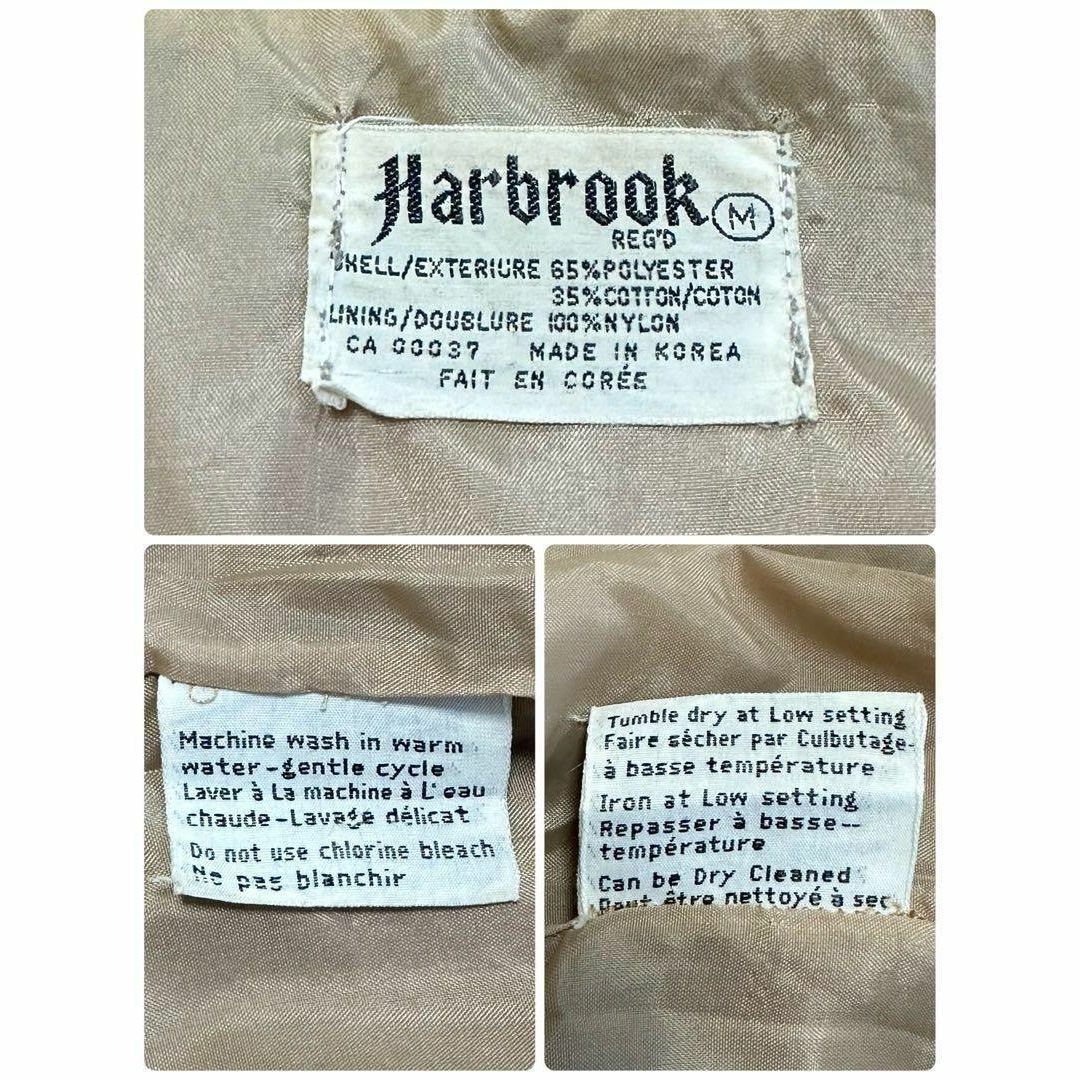 Harbrook M
REG'D
SHELL/EXTERIURE 65%POLYESTER
35%COTTON/COTON
LINING/DOUBLURE 100%NYLON
CA 00037 MADE IN KOREA
FAIT EN CORÉE
Machine wash in warm
water-gentle cycle
Laver à La machine à L'eau
chaude-Lavage délicat
Do not use chlorine bleach
Ne pas blanchir
Tumble dry at Low setting
Faire sécher par Culbutage-
à basse température
Iron at Low setting
Repasser à basse--
température
Can be Dry Cleaned
Peut être nettoyé à sec